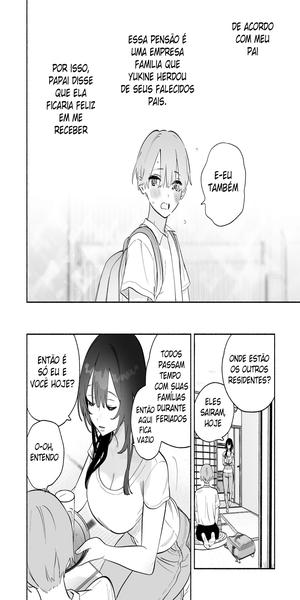 DE ACORDO
COM MEU
PAI
ESSA PENSÃO É
UMA EMPRESA
FAMILIA QUE
YUKINE HERDOU
DE SEUS FALECIDOS
PAIS.
POR ISSO,
PAPAI DISSE
QUE ELA
FICARIA FELIZ
EM ME
RECEBER
E-EU
TAMBÉM
ONDE ESTÃO
OS OUTROS
RESIDENTES?
ELES
SAIRAM,
HOJE
TODOS
PASSAM
TEMPO
COM SUAS
FAMÍLIAS
DURANTE
FERIADOS
ENTÃO
AQUI
FICA
VAZIO
ENTÃO É
SÓ EU E
VOCÊ HOJE?
O-OH,
ENTENDO